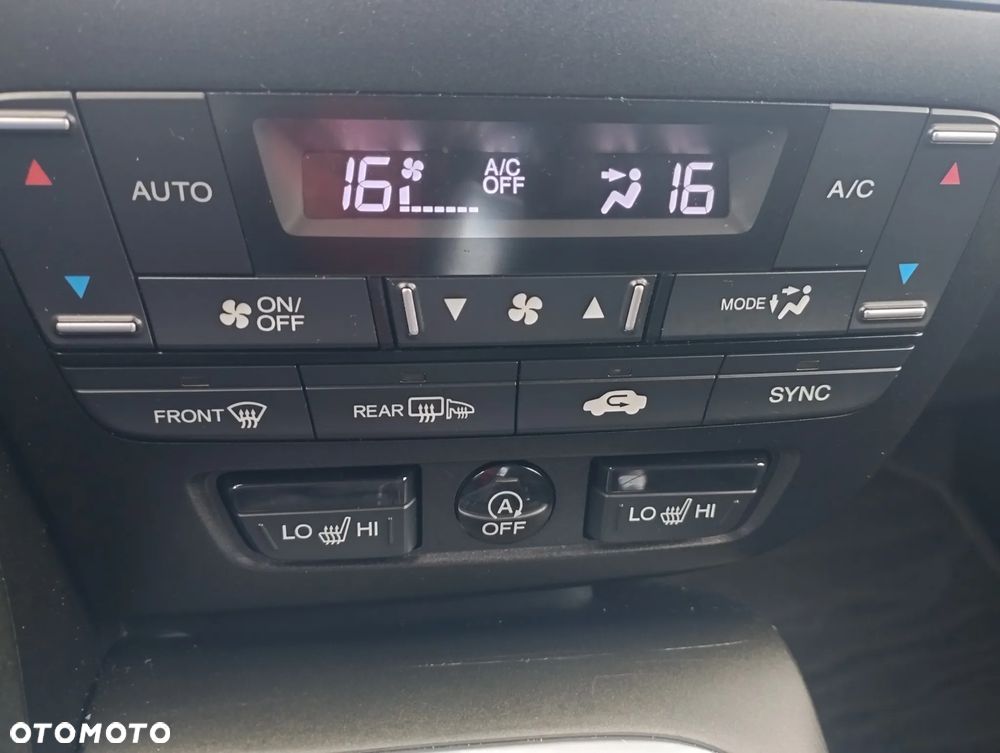 AUTO
16
A/C
OFF
16
A/C
ON/
OFF
MODE
FRONT
REAR
SYNC
LO HI
A
OFF
LO HI
OTOMOTO